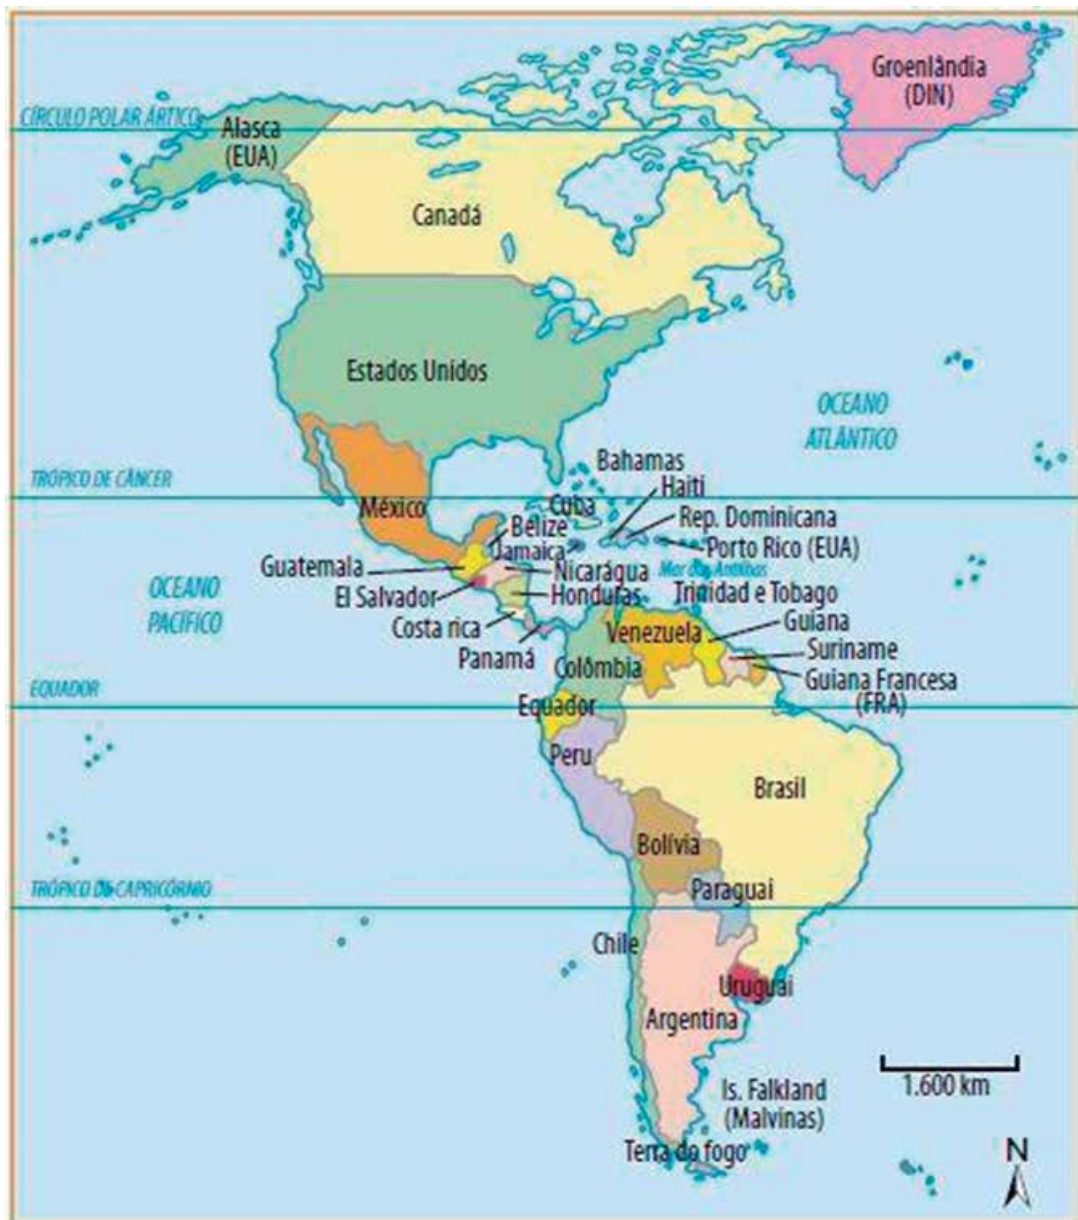 Groenlândia
(DIN)
CÍRCULO POLAR ÁRTICO
Alasca
(EUA)
Canadá
Estados Unidos
OCEANO
ATLÂNTICO
Bahamas
TRÓPICO DE CÂNCER
Haiti
México
Cuba
Rep. Dominicana
Belize
Jamaica
Porto Rico (EUA)
Guatemala
Nicarágua
Mar das Antilhas
OCEANO
PACÍFICO
El Salvador
Honduras
Trinidad e Tobago
Costa rica
Venezuela
Guiana
Panamá
Colômbia
Suriname
Guiana Francesa
(FRA)
EQUADOR
Equador
Peru
Brasil
Bolívia
TRÓPICO DE CAPRICÓRNIO
Paraguai
Chile
Uruguai
Argentina
1.600 km
Is. Falkland
(Malvinas)
Terra do fogo
N